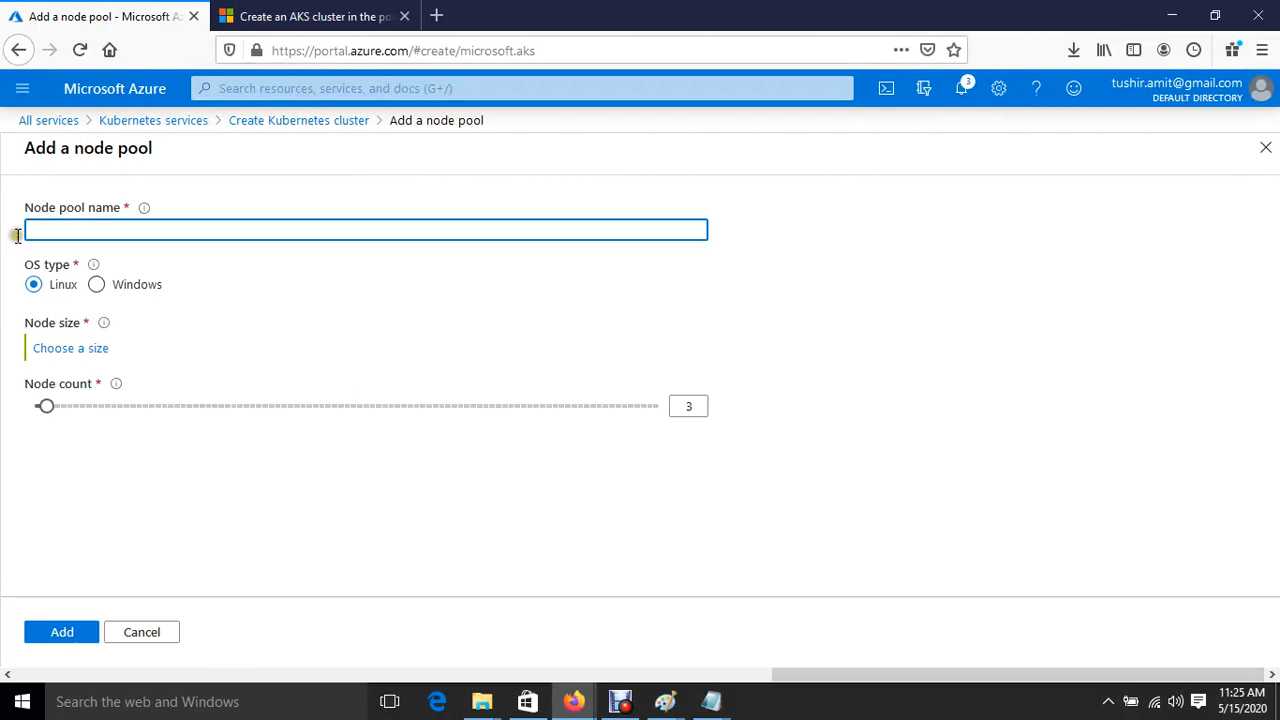 Add a node pool - Microsoft Az
Create an AKS cluster in the po
https://portal.azure.com/#create/microsoft.aks
Microsoft Azure
Search resources, services, and docs (G+/)
3
tushir.amit@gmail.com
DEFAULT DIRECTORY
All services > Kubernetes services > Create Kubernetes cluster > Add a node pool
Add a node pool
Node pool name *
OS type *
Linux Windows
Node size *
Choose a size
Node count *
3
Add Cancel
Search the web and Windows
11:25 AM
5/15/2020